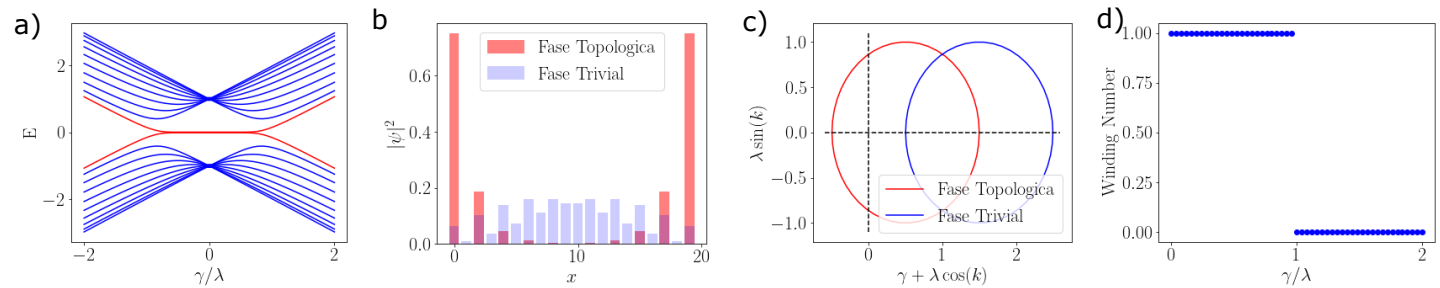 a)
E
2
0
−2
−2
−1
0
1
2
γ/λ
b
|ψ|²
0.6
0.4
0.2
0.0
0
10
20
x
Fase Topologica
Fase Trivial
c)
λ sin(k)
1.0
0.5
0.0
−0.5
−1.0
0
1
2
γ + λ cos(k)
Fase Topologica
Fase Trivial
d)
Winding Number
1.00
0.75
0.50
0.25
0.00
0
1
2
γ/λ